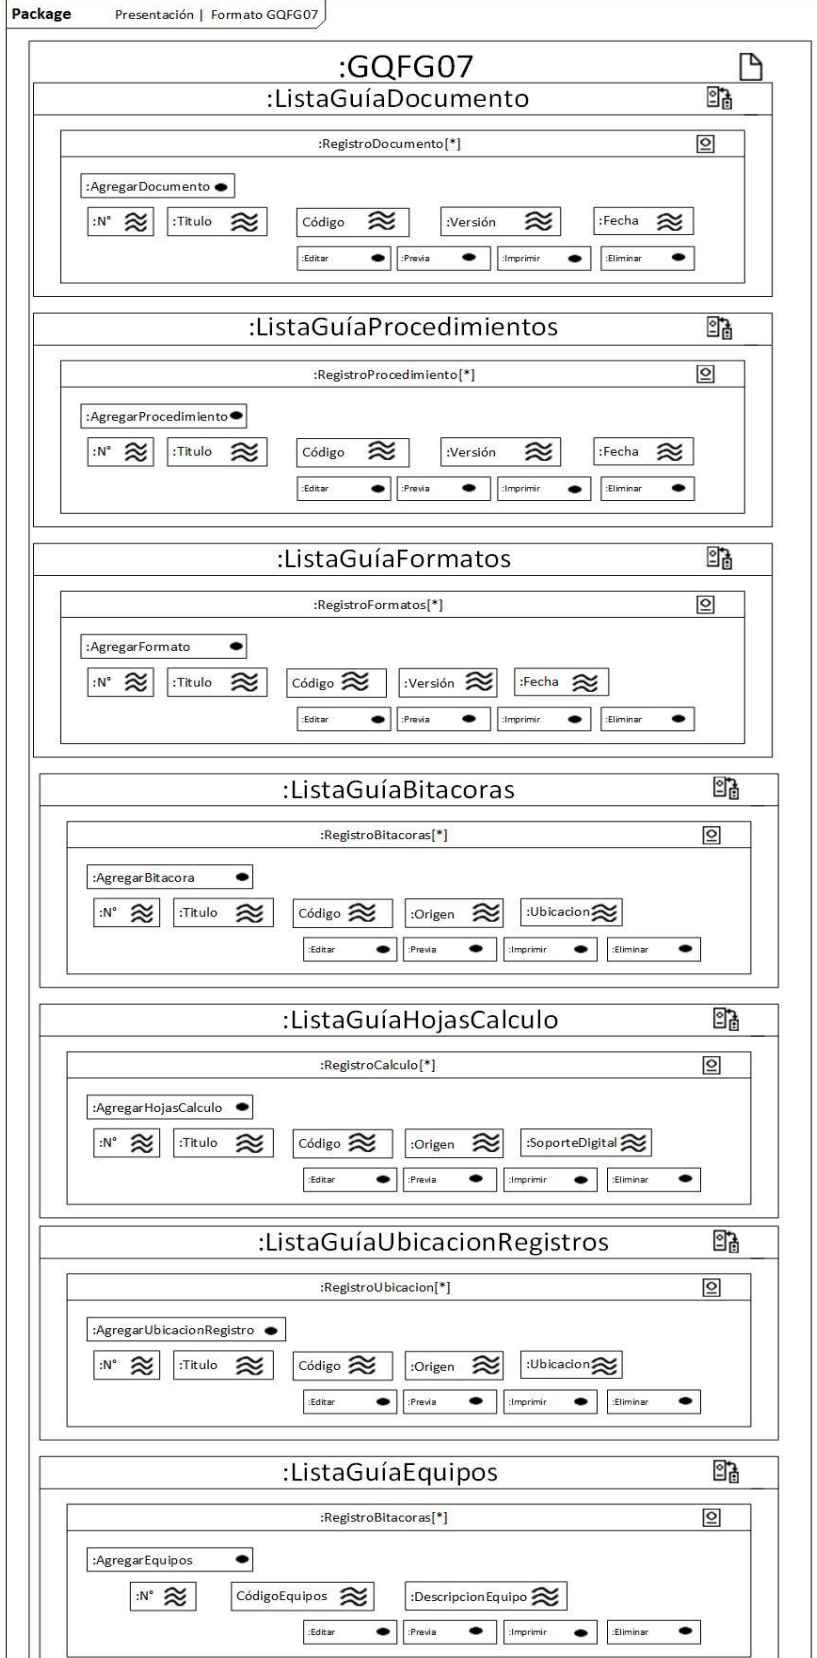 Package Presentación | Formato GQFG07
:GQFG07
:ListaGuíaDocumento
:RegistroDocumento[*]
:AgregarDocumento
:N° :Titulo Código :Versión :Fecha
:Editar :Previa :Imprimir :Eliminar
:ListaGuíaProcedimientos
:RegistroProcedimiento[*]
:AgregarProcedimiento
:N° :Titulo Código :Versión :Fecha
:Editar :Previa :Imprimir :Eliminar
:ListaGuíaFormatos
:RegistroFormatos[*]
:AgregarFormato
:N° :Titulo Código :Versión :Fecha
:Editar :Previa :Imprimir :Eliminar
:ListaGuíaBitacoras
:RegistroBitacoras[*]
:AgregarBitacora
:N° :Titulo Código :Origen :Ubicacion
:Editar :Previa :Imprimir :Eliminar
:ListaGuíaHojasCalculo
:RegistroCalculo[*]
:AgregarHojasCalculo
:N° :Titulo Código :Origen :SoporteDigital
:Editar :Previa :Imprimir :Eliminar
:ListaGuíaUbicacionRegistros
:RegistroUbicacion[*]
:AgregarUbicacionRegistro
:N° :Titulo Código :Origen :Ubicacion
:Editar :Previa :Imprimir :Eliminar
:ListaGuíaEquipos
:RegistroBitacoras[*]
:AgregarEquipos
:N° CódigoEquipos :DescripcionEquipo
:Editar :Previa :Imprimir :Eliminar